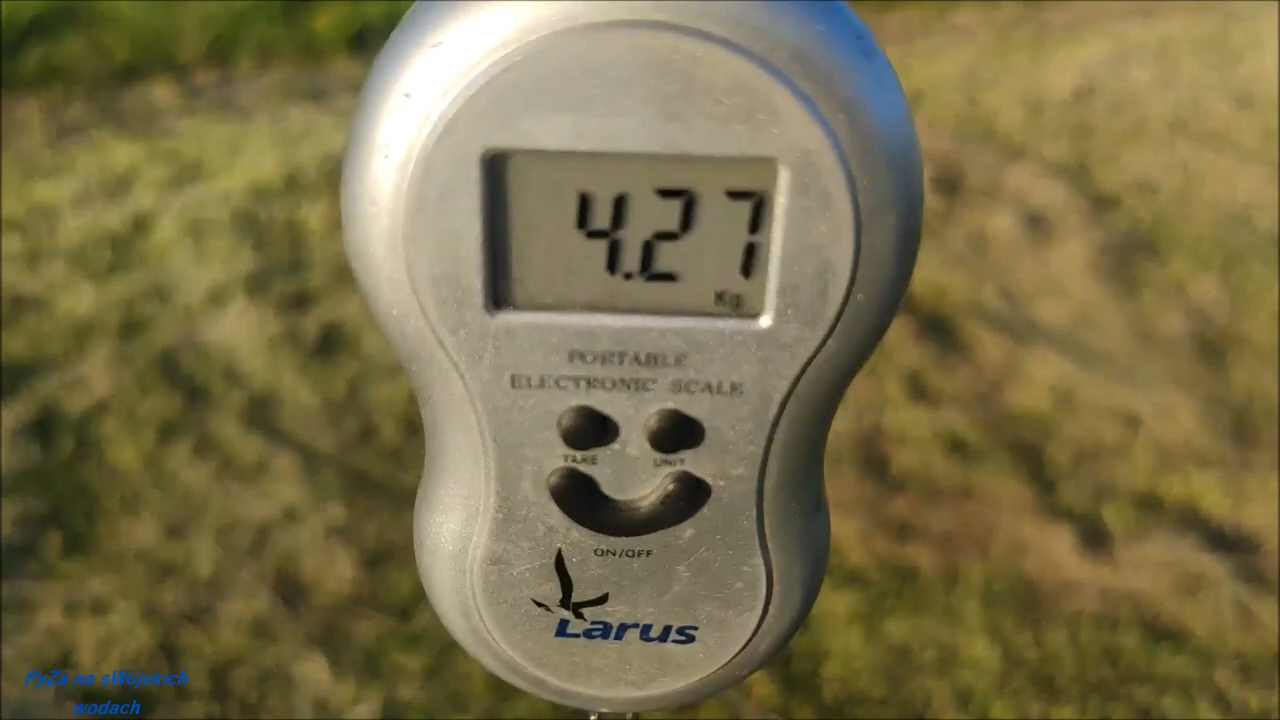 4.27
Kg
PORTABLE
ELECTRONIC SCALE
TARE UNIT
ON/OFF
Larus
PyZa na sWojskich
wodach